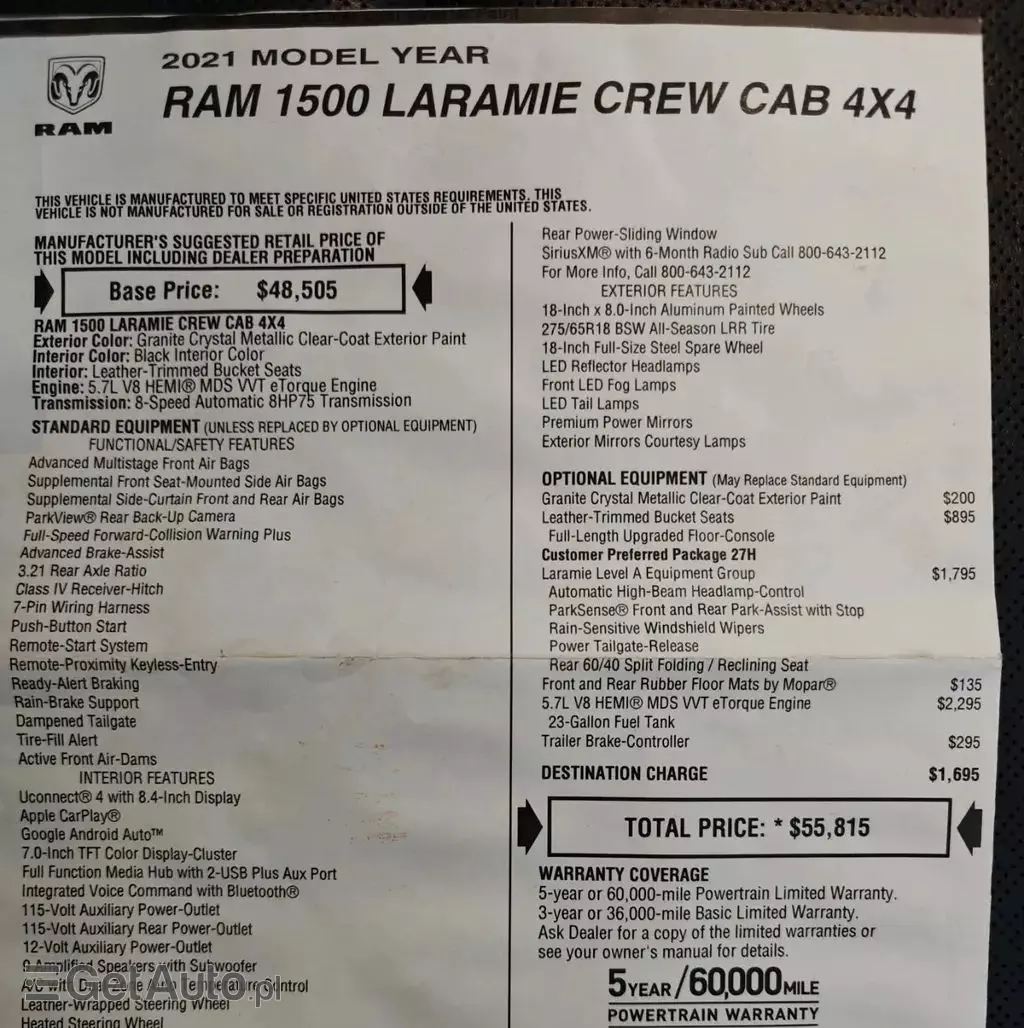 2021 MODEL YEAR
RAM 1500 LARAMIE CREW CAB 4X4
RAM
THIS VEHICLE IS MANUFACTURED TO MEET SPECIFIC UNITED STATES REQUIREMENTS. THIS
VEHICLE IS NOT MANUFACTURED FOR SALE OR REGISTRATION OUTSIDE OF THE UNITED STATES.
MANUFACTURER'S SUGGESTED RETAIL PRICE OF
THIS MODEL INCLUDING DEALER PREPARATION
Base Price: $48,505
RAM 1500 LARAMIE CREW CAB 4X4
Exterior Color: Granite Crystal Metallic Clear-Coat Exterior Paint
Interior Color: Black Interior Color
Interior: Leather-Trimmed Bucket Seats
Engine: 5.7L V8 HEMI® MDS VVT eTorque Engine
Transmission: 8-Speed Automatic 8HP75 Transmission
STANDARD EQUIPMENT (UNLESS REPLACED BY OPTIONAL EQUIPMENT)
FUNCTIONAL/SAFETY FEATURES
Advanced Multistage Front Air Bags
Supplemental Front Seat-Mounted Side Air Bags
Supplemental Side-Curtain Front and Rear Air Bags
ParkView® Rear Back-Up Camera
Full-Speed Forward-Collision Warning Plus
Advanced Brake-Assist
3.21 Rear Axle Ratio
Class IV Receiver-Hitch
7-Pin Wiring Harness
Push-Button Start
Remote-Start System
Remote-Proximity Keyless-Entry
Ready-Alert Braking
Rain-Brake Support
Dampened Tailgate
Tire-Fill Alert
Active Front Air-Dams
INTERIOR FEATURES
Uconnect® 4 with 8.4-Inch Display
Apple CarPlay®
Google Android Auto™
7.0-Inch TFT Color Display-Cluster
Full Function Media Hub with 2-USB Plus Aux Port
Integrated Voice Command with Bluetooth®
115-Volt Auxiliary Power-Outlet
115-Volt Auxiliary Rear Power-Outlet
12-Volt Auxiliary Power-Outlet
9 Amplified Speakers with Subwoofer
A/C with Dual-Zone Auto Temperature Control
Leather-Wrapped Steering Wheel
Heated Steering Wheel
Rear Power-Sliding Window
SiriusXM® with 6-Month Radio Sub Call 800-643-2112
For More Info, Call 800-643-2112
EXTERIOR FEATURES
18-Inch x 8.0-Inch Aluminum Painted Wheels
275/65R18 BSW All-Season LRR Tire
18-Inch Full-Size Steel Spare Wheel
LED Reflector Headlamps
Front LED Fog Lamps
LED Tail Lamps
Premium Power Mirrors
Exterior Mirrors Courtesy Lamps
OPTIONAL EQUIPMENT (May Replace Standard Equipment)
Granite Crystal Metallic Clear-Coat Exterior Paint $200
Leather-Trimmed Bucket Seats $895
Full-Length Upgraded Floor-Console
Customer Preferred Package 27H
Laramie Level A Equipment Group $1,795
Automatic High-Beam Headlamp-Control
ParkSense® Front and Rear Park-Assist with Stop
Rain-Sensitive Windshield Wipers
Power Tailgate-Release
Rear 60/40 Split Folding / Reclining Seat
Front and Rear Rubber Floor Mats by Mopar® $135
5.7L V8 HEMI® MDS VVT eTorque Engine $2,295
23-Gallon Fuel Tank
Trailer Brake-Controller $295
DESTINATION CHARGE $1,695
TOTAL PRICE: * $55,815
WARRANTY COVERAGE
5-year or 60,000-mile Powertrain Limited Warranty.
3-year or 36,000-mile Basic Limited Warranty.
Ask Dealer for a copy of the limited warranties or
see your owner's manual for details.
5 YEAR/60,000 MILE
POWERTRAIN WARRANTY
GetAuto.pl